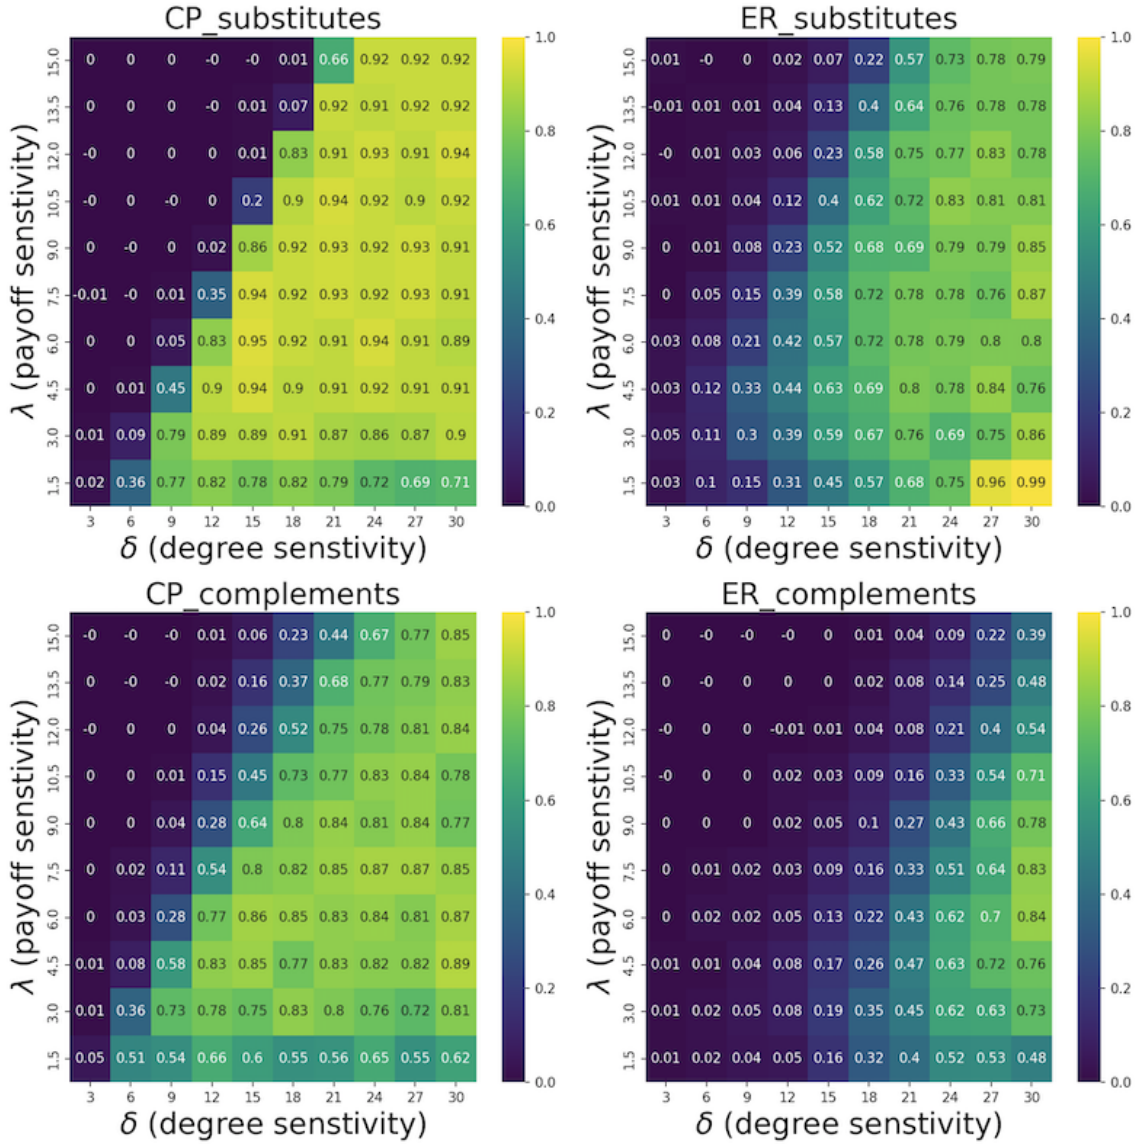 CP_substitutes
ER_substitutes
λ (payoff senstivity)
15.0 0 0 0 -0 -0 0.01 0.66 0.92 0.92 0.92
13.5 0 0 0 -0 0.01 0.07 0.92 0.91 0.92 0.92
12.0 -0 0 0 0 0.01 0.83 0.91 0.93 0.91 0.94
10.5 -0 0 -0 0 0.2 0.9 0.94 0.92 0.9 0.92
9.0 0 -0 0 0.02 0.86 0.92 0.93 0.92 0.93 0.91
7.5 -0.01 -0 0.01 0.35 0.94 0.92 0.93 0.92 0.93 0.91
6.0 0 0 0.05 0.83 0.95 0.92 0.91 0.94 0.91 0.89
4.5 0 0.01 0.45 0.9 0.94 0.9 0.91 0.92 0.91 0.91
3.0 0.01 0.09 0.79 0.89 0.89 0.91 0.87 0.86 0.87 0.9
1.5 0.02 0.36 0.77 0.82 0.78 0.82 0.79 0.72 0.69 0.71
3 6 9 12 15 18 21 24 27 30
δ (degree senstivity)
1.0
0.8
0.6
0.4
0.2
0.0
λ (payoff senstivity)
15.0 0.01 -0 0 0.02 0.07 0.22 0.57 0.73 0.78 0.79
13.5 -0.01 0.01 0.01 0.04 0.13 0.4 0.64 0.76 0.78 0.78
12.0 -0 0.01 0.03 0.06 0.23 0.58 0.75 0.77 0.83 0.78
10.5 0.01 0.01 0.04 0.12 0.4 0.62 0.72 0.83 0.81 0.81
9.0 0 0.01 0.08 0.23 0.52 0.68 0.69 0.79 0.79 0.85
7.5 0 0.05 0.15 0.39 0.58 0.72 0.78 0.78 0.76 0.87
6.0 0.03 0.08 0.21 0.42 0.57 0.72 0.78 0.79 0.8 0.8
4.5 0.03 0.12 0.33 0.44 0.63 0.69 0.8 0.78 0.84 0.76
3.0 0.05 0.11 0.3 0.39 0.59 0.67 0.76 0.69 0.75 0.86
1.5 0.03 0.1 0.15 0.31 0.45 0.57 0.68 0.75 0.96 0.99
3 6 9 12 15 18 21 24 27 30
δ (degree senstivity)
1.0
0.8
0.6
0.4
0.2
0.0
CP_complements
ER_complements
λ (payoff senstivity)
15.0 -0 -0 -0 0.01 0.06 0.23 0.44 0.67 0.77 0.85
13.5 0 -0 -0 0.02 0.16 0.37 0.68 0.77 0.79 0.83
12.0 -0 0 0 0.04 0.26 0.52 0.75 0.78 0.81 0.84
10.5 0 0 0.01 0.15 0.45 0.73 0.77 0.83 0.84 0.78
9.0 0 0 0.04 0.28 0.64 0.8 0.84 0.81 0.84 0.77
7.5 0 0.02 0.11 0.54 0.8 0.82 0.85 0.87 0.87 0.85
6.0 0 0.03 0.28 0.77 0.86 0.85 0.83 0.84 0.81 0.87
4.5 0.01 0.08 0.58 0.83 0.85 0.77 0.83 0.82 0.82 0.89
3.0 0.01 0.36 0.73 0.78 0.75 0.83 0.8 0.76 0.72 0.81
1.5 0.05 0.51 0.54 0.66 0.6 0.55 0.56 0.65 0.55 0.62
3 6 9 12 15 18 21 24 27 30
δ (degree senstivity)
1.0
0.8
0.6
0.4
0.2
0.0
λ (payoff senstivity)
15.0 0 -0 -0 -0 0 0.01 0.04 0.09 0.22 0.39
13.5 0 -0 0 0 0 0.02 0.08 0.14 0.25 0.48
12.0 -0 0 0 -0.01 0.01 0.04 0.08 0.21 0.4 0.54
10.5 -0 0 0 0.02 0.03 0.09 0.16 0.33 0.54 0.71
9.0 0 0 0 0.02 0.05 0.1 0.27 0.43 0.66 0.78
7.5 0 0.01 0.02 0.03 0.09 0.16 0.33 0.51 0.64 0.83
6.0 0 0.02 0.02 0.05 0.13 0.22 0.43 0.62 0.7 0.84
4.5 0.01 0.01 0.04 0.08 0.17 0.26 0.47 0.63 0.72 0.76
3.0 0.01 0.02 0.05 0.08 0.19 0.35 0.45 0.62 0.63 0.73
1.5 0.01 0.02 0.04 0.05 0.16 0.32 0.4 0.52 0.53 0.48
3 6 9 12 15 18 21 24 27 30
δ (degree senstivity)
1.0
0.8
0.6
0.4
0.2
0.0